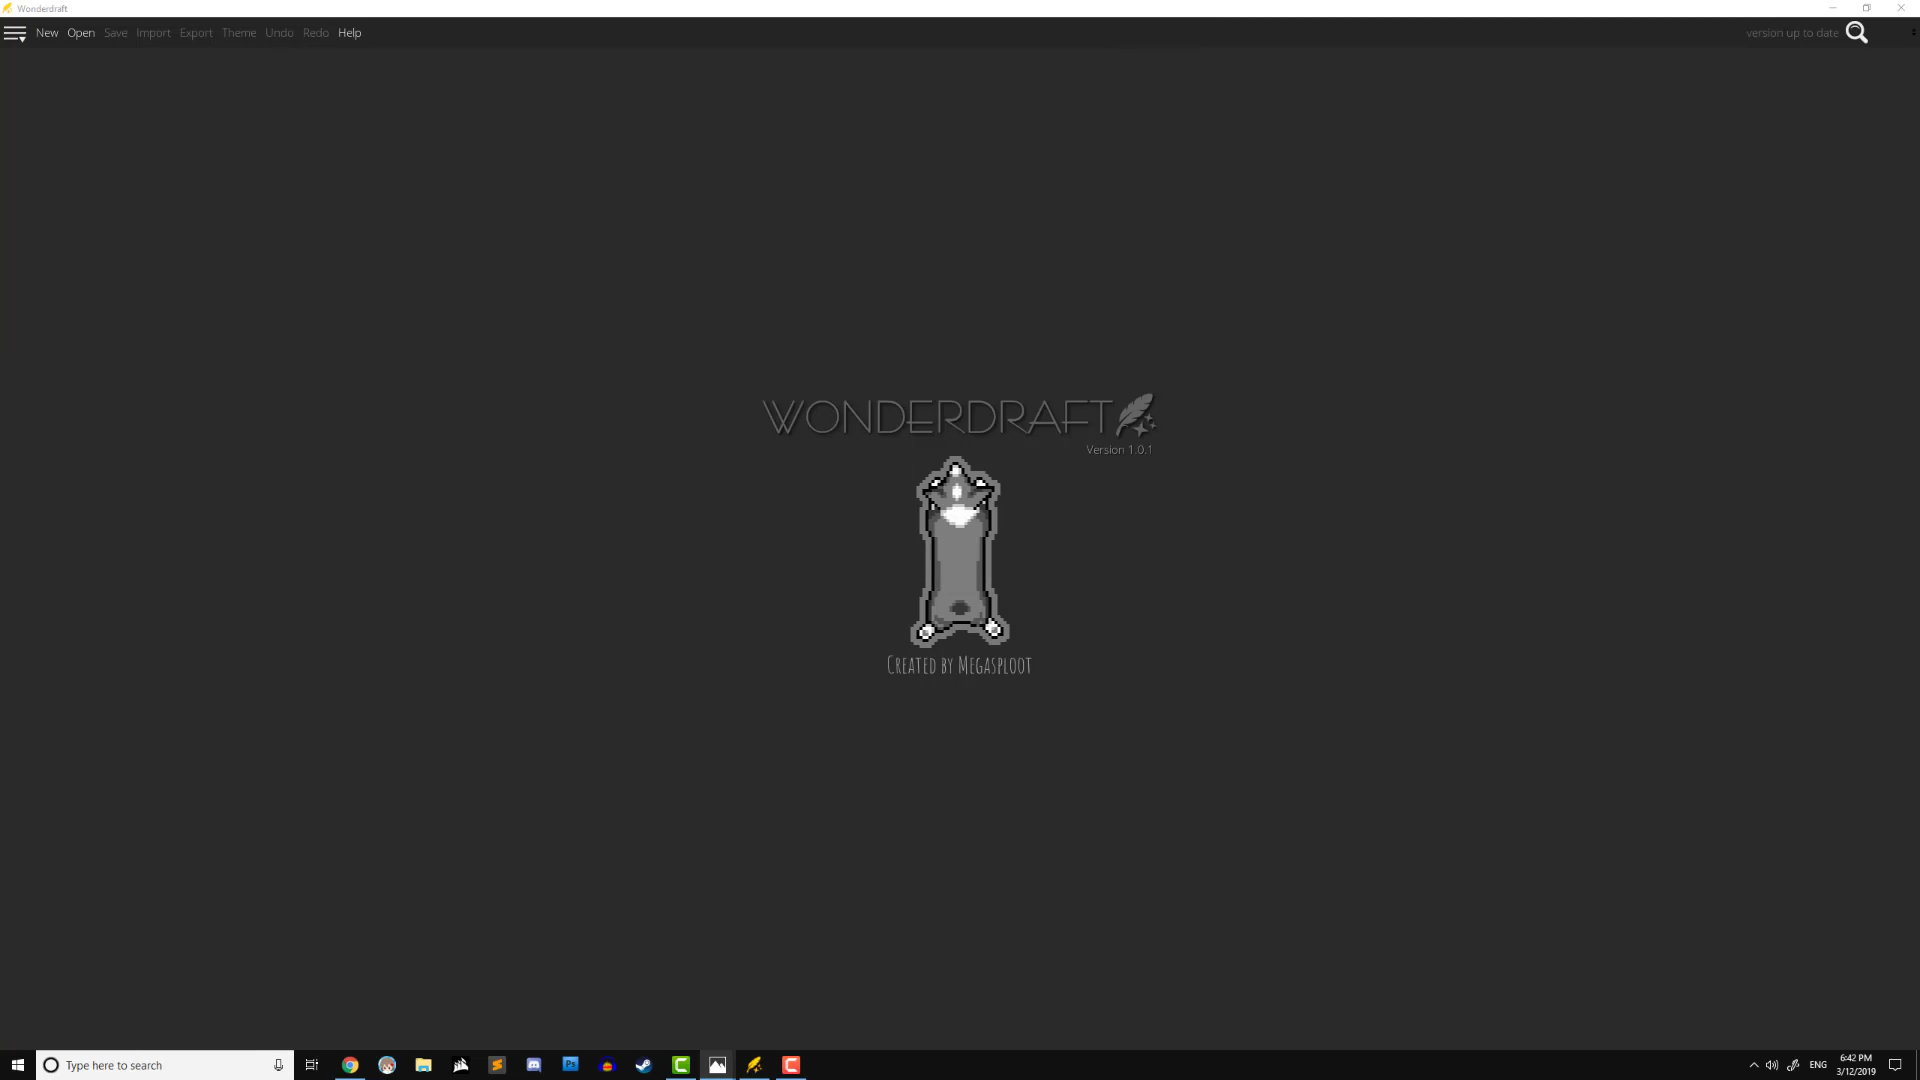 Wonderdraft
New Open Save Import Export Theme Undo Redo Help
version up to date
WONDERDRAFT
Version 1.0.1
CREATED BY MEGASPLOOT
Type here to search
Ps
ENG
6:42 PM
3/12/2019